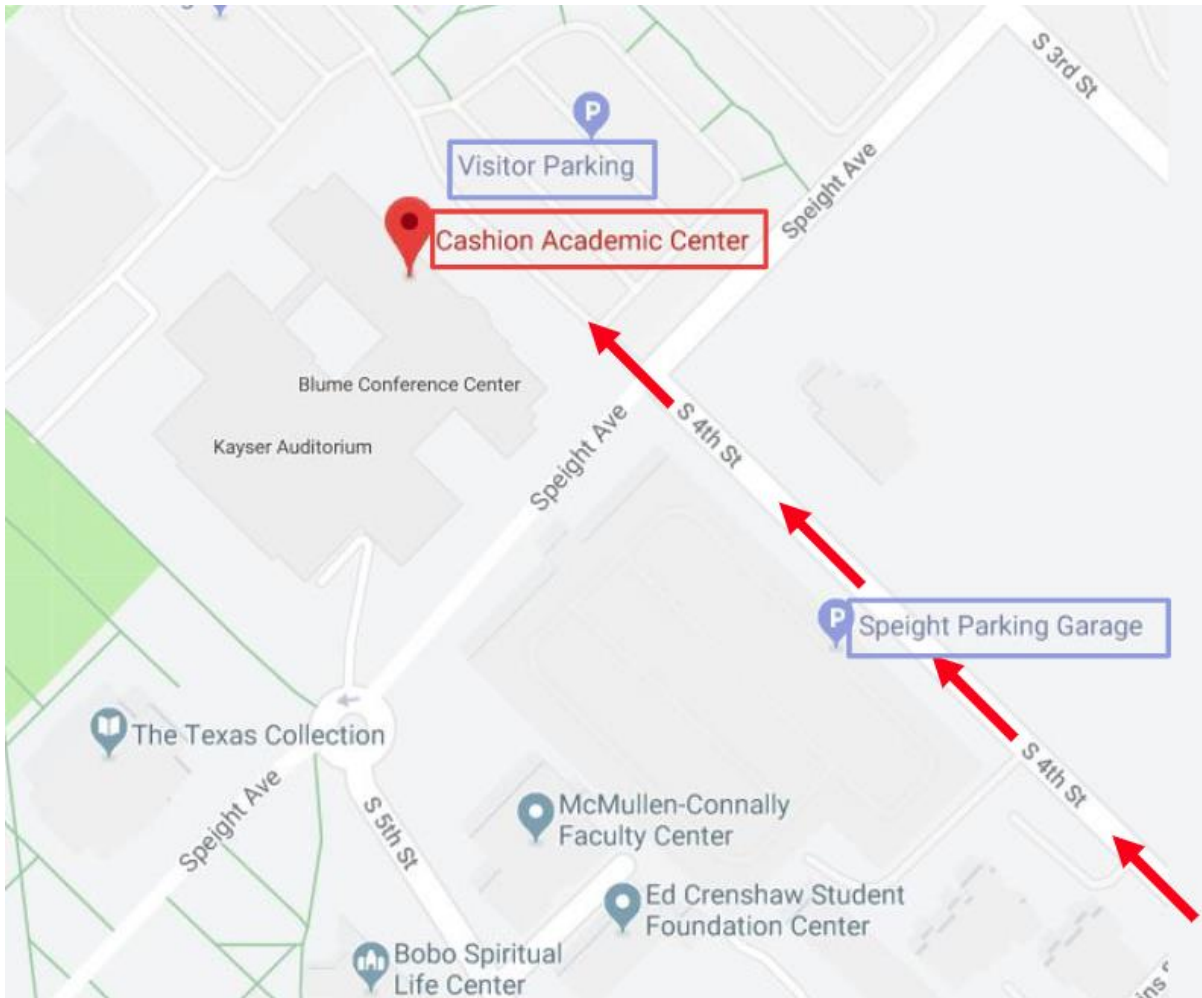 S 3rd St
P
Visitor Parking
Speight Ave
Cashion Academic Center
Blume Conference Center
S 4th St
Kayser Auditorium
Speight Ave
P
Speight Parking Garage
The Texas Collection
S 4th St
McMullen-Connally
Faculty Center
Speight Ave
S 5th St
Ed Crenshaw Student
Foundation Center
Bobo Spiritual
Life Center